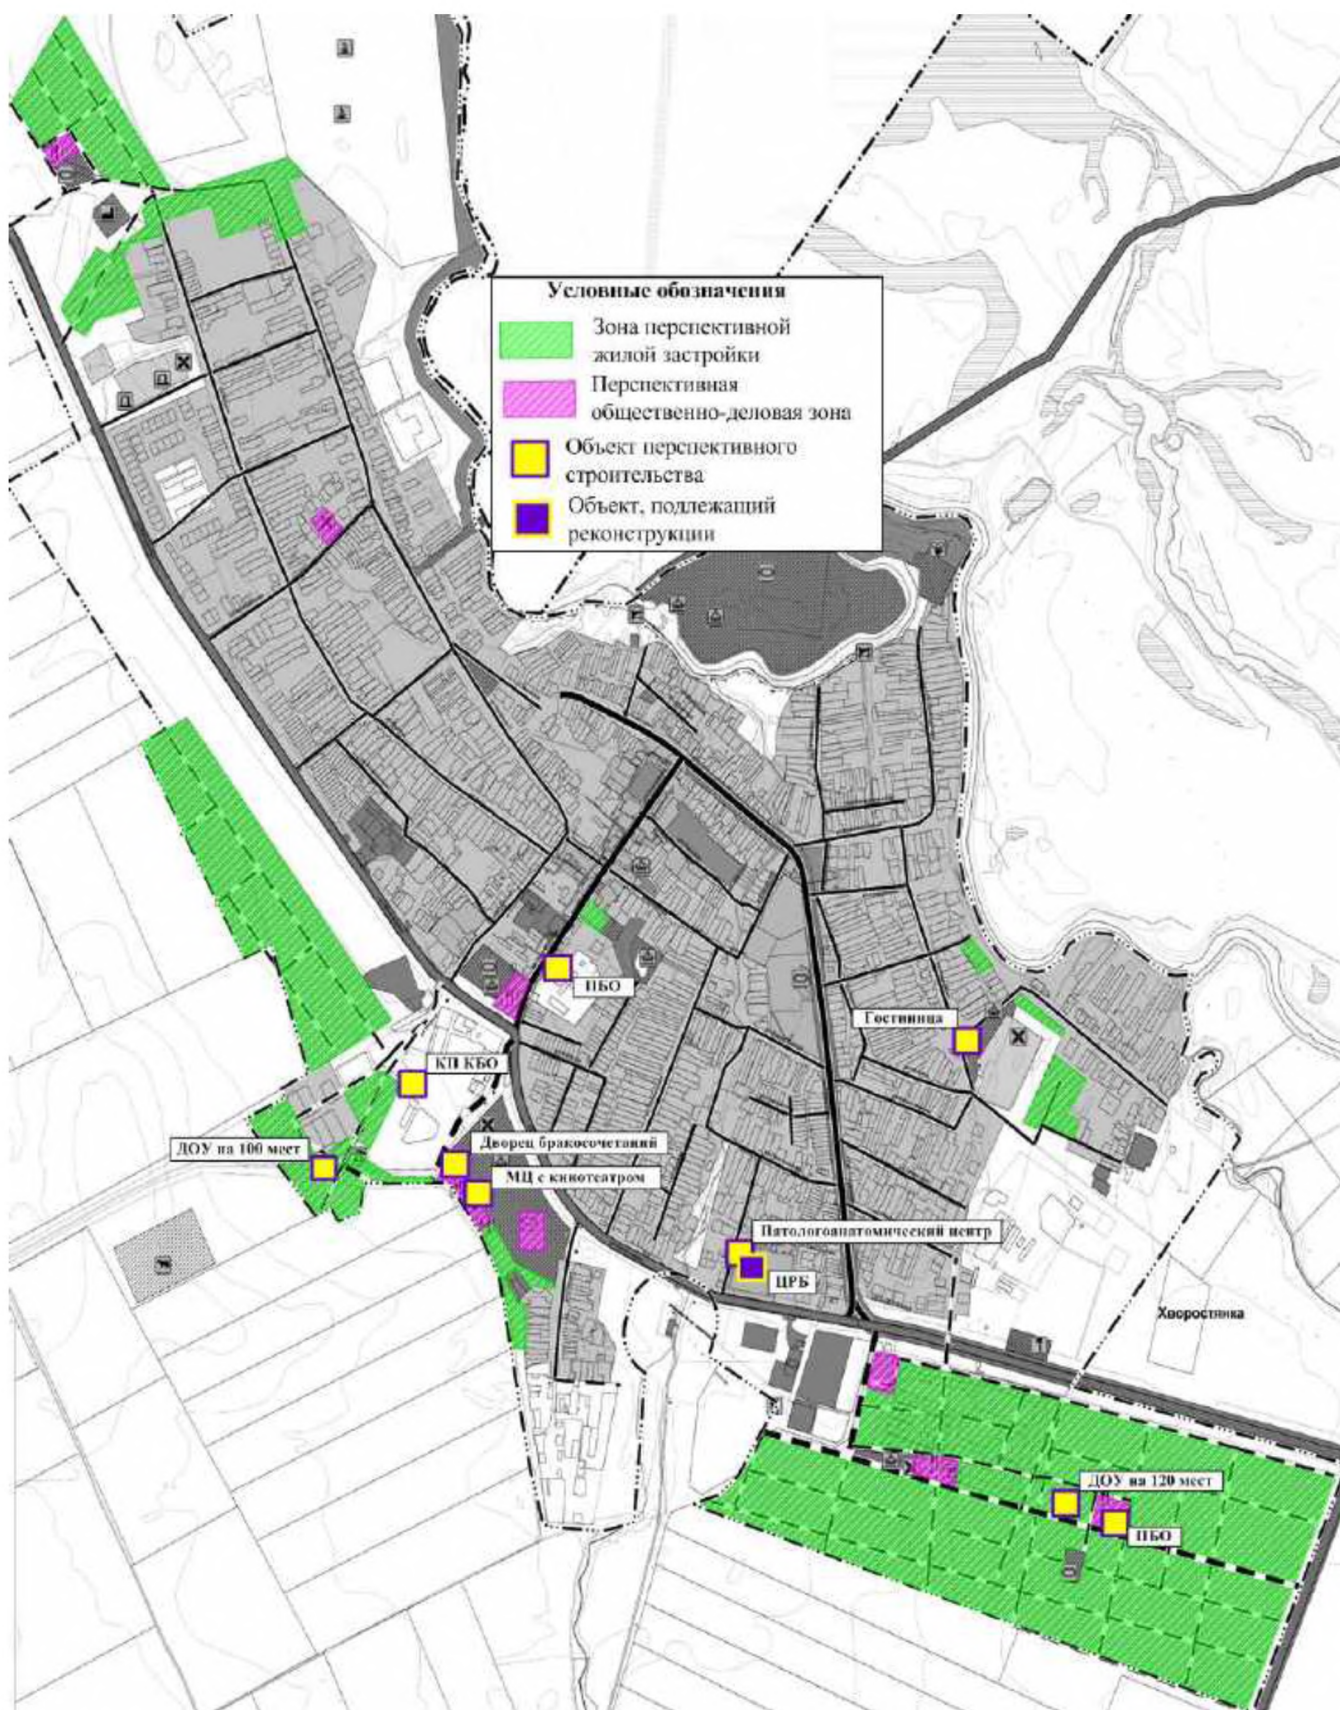 Условные обозначения
Зона перспективной
жилой застройки
Перспективная
общественно-деловая зона
Объект перспективного
строительства
Объект, подлежащий
реконструкции
ПБО
Гостиница
КП КБО
ДОУ на 100 мест
Дворец бракосочетаний
МЦ с кинотеатром
Патологоанатомический центр
ЦРБ
Хворостянка
ДОУ на 120 мест
ПБО